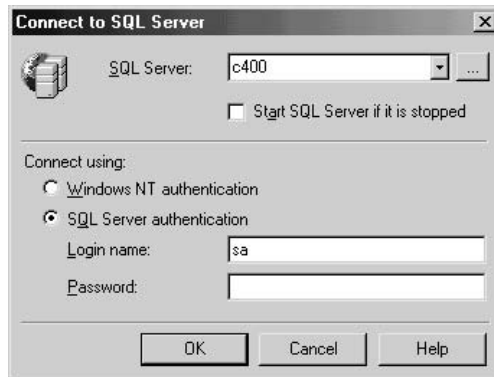 Connect to SQL Server
SQL Server: c400 ...
Start SQL Server if it is stopped
Connect using:
Windows NT authentication
SQL Server authentication
Login name: sa
Password:
OK Cancel Help